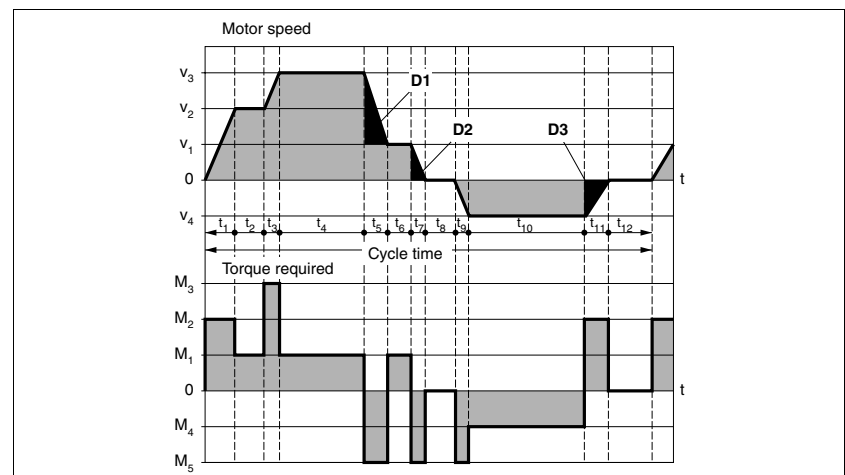 Motor speed
v3
D1
v2
D2
D3
v1
0
t
v4
t1 t2 t3 t4 t5 t6 t7 t8 t9 t10 t11 t12
Cycle time
Torque required
M3
M2
M1
0
t
M4
M5